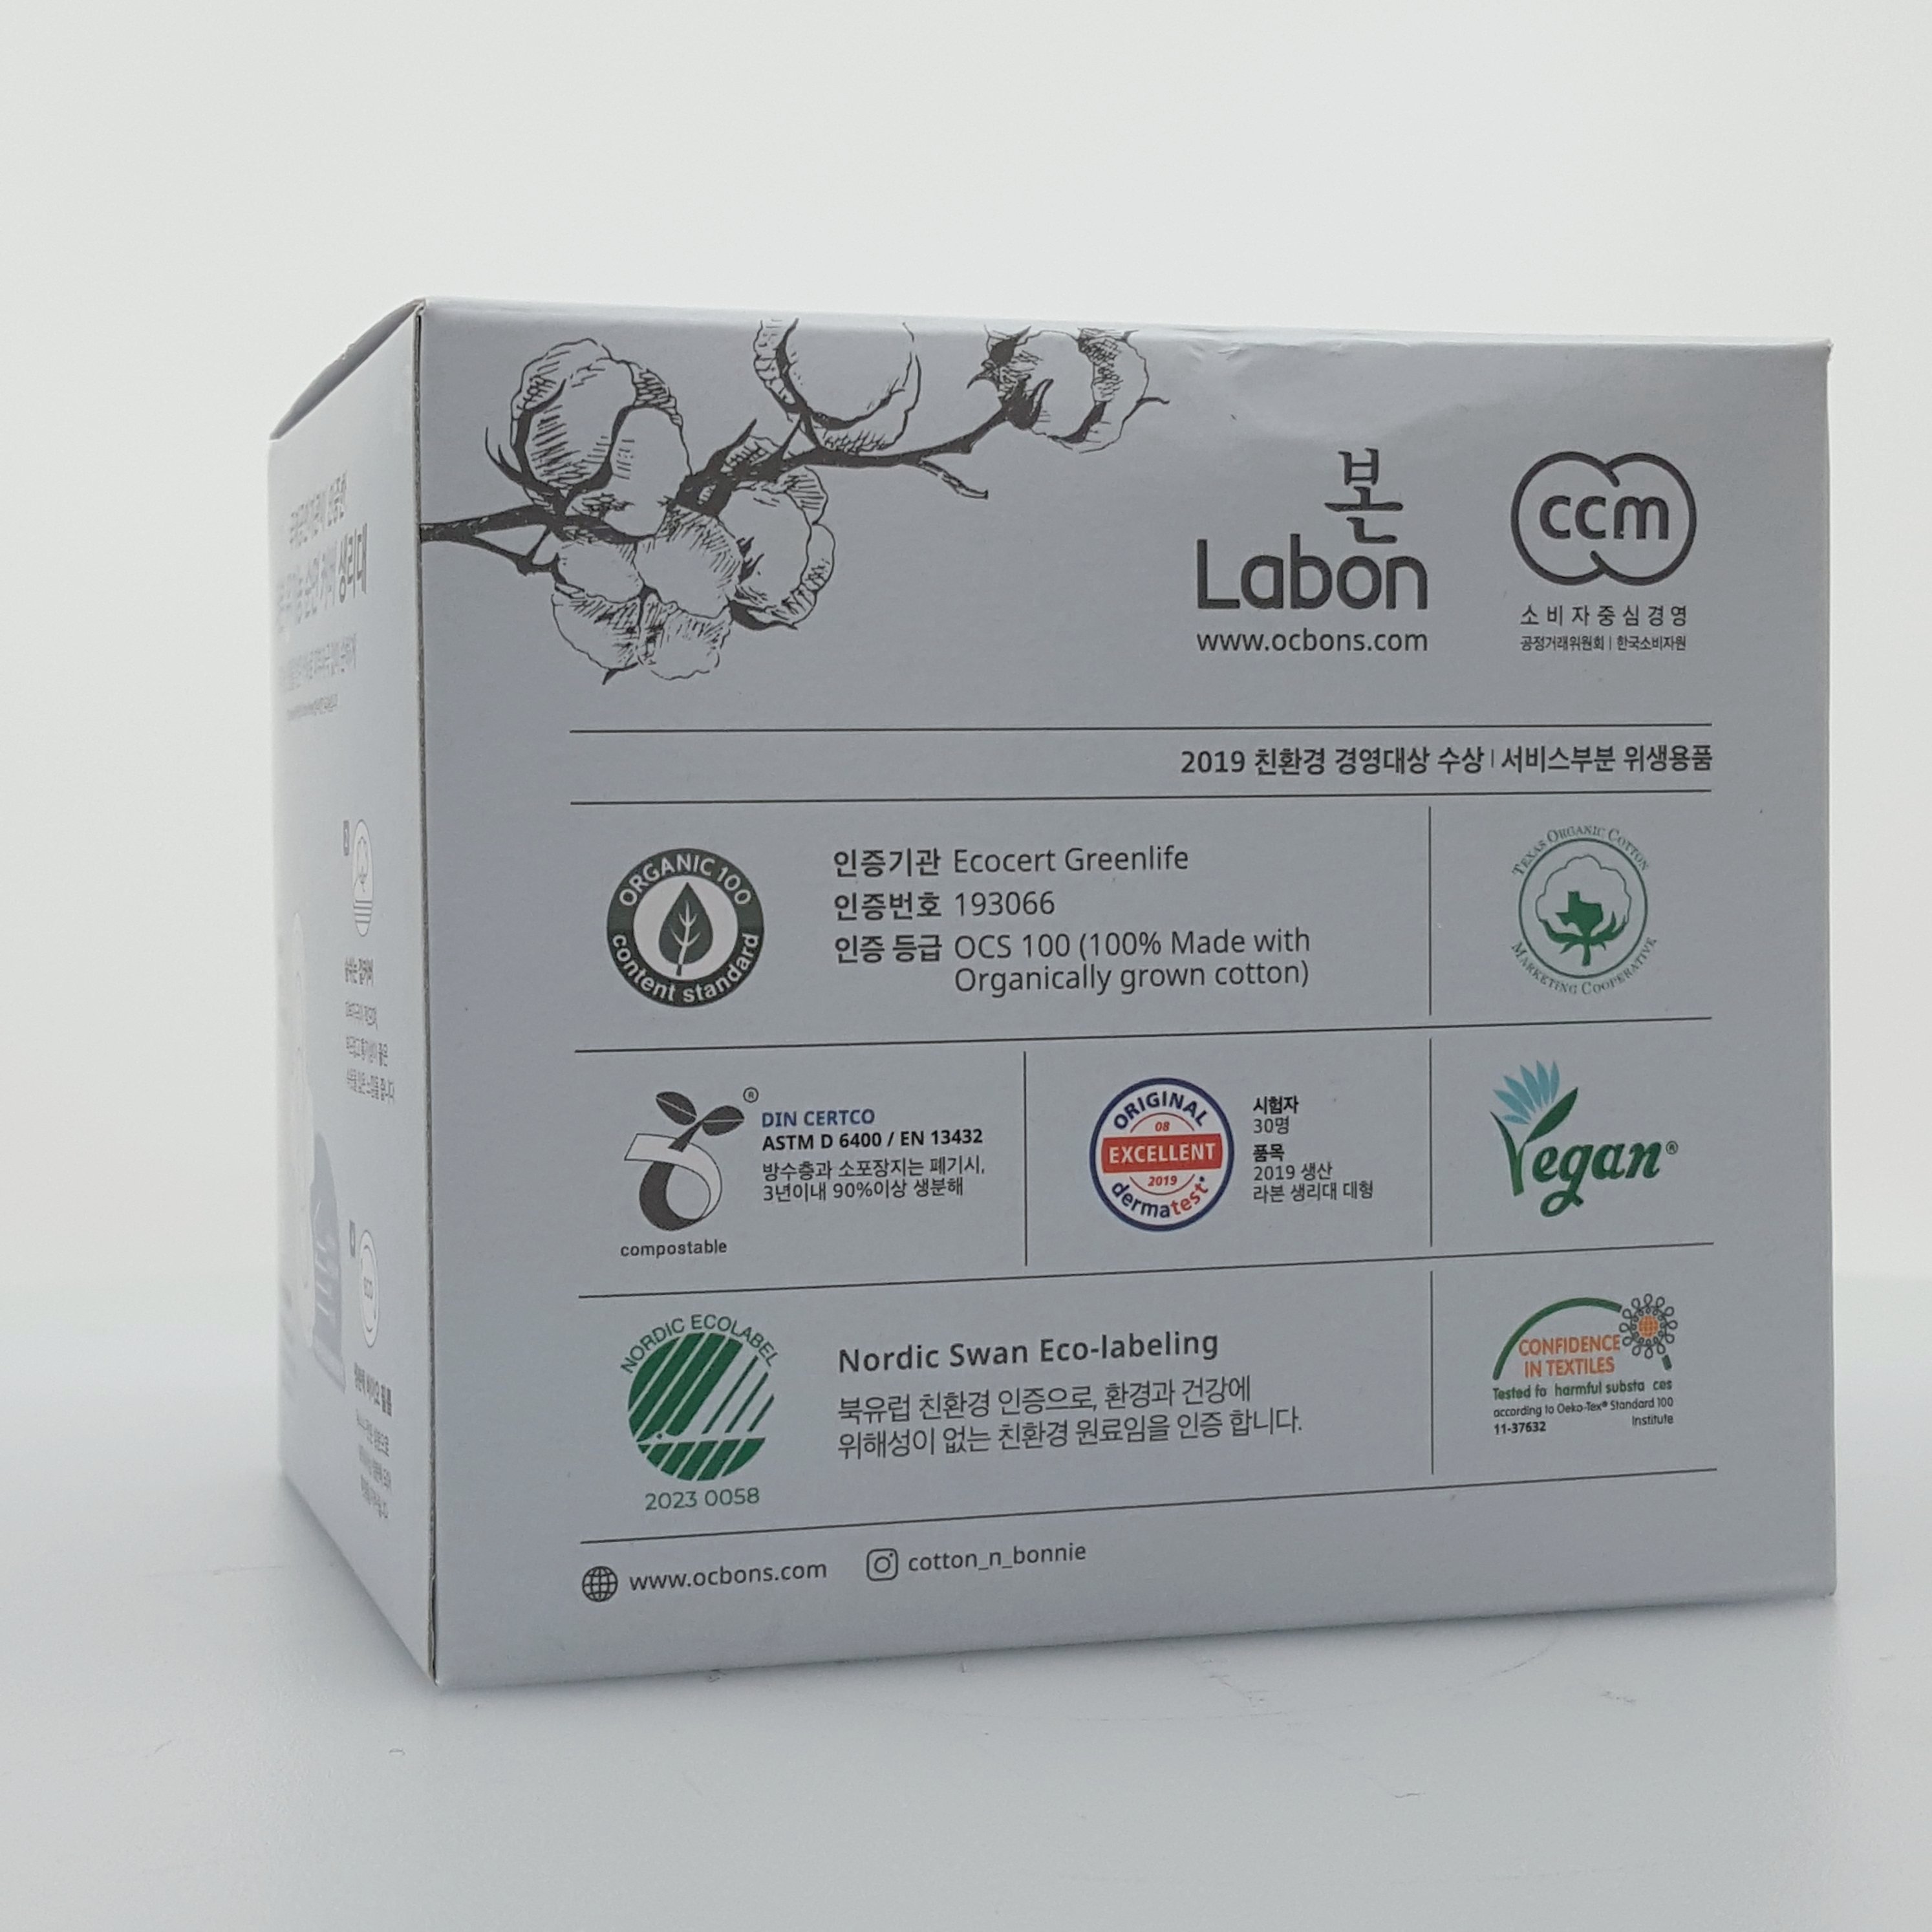 본
Labon
www.ocbons.com
ccm
소비자중심경영
공정거래위원회 | 한국소비자원
2019 친환경 경영대상 수상 | 서비스부분 위생용품
ORGANIC 100
content standard
인증기관 Ecocert Greenlife
인증번호 193066
인증 등급 OCS 100 (100% Made with
Organically grown cotton)
TEXAS ORGANIC COTTON
MARKETING COOPERATIVE
®
compostable
DIN CERTCO
ASTM D 6400 / EN 13432
방수층과 소포장지는 폐기시,
3년이내 90%이상 생분해
ORIGINAL
08
EXCELLENT
2019
dermatest
시험자
30명
품목
2019 생산
라본 생리대 대형
Vegan®
NORDIC ECOLABEL
2023 0058
Nordic Swan Eco-labeling
북유럽 친환경 인증으로, 환경과 건강에
위해성이 없는 친환경 원료임을 인증 합니다.
CONFIDENCE
IN TEXTILES
Tested fo harmful substa ces
according to Oeko-Tex® Standard 100
11-37632 Institute
www.ocbons.com
cotton_n_bonnie
생리대